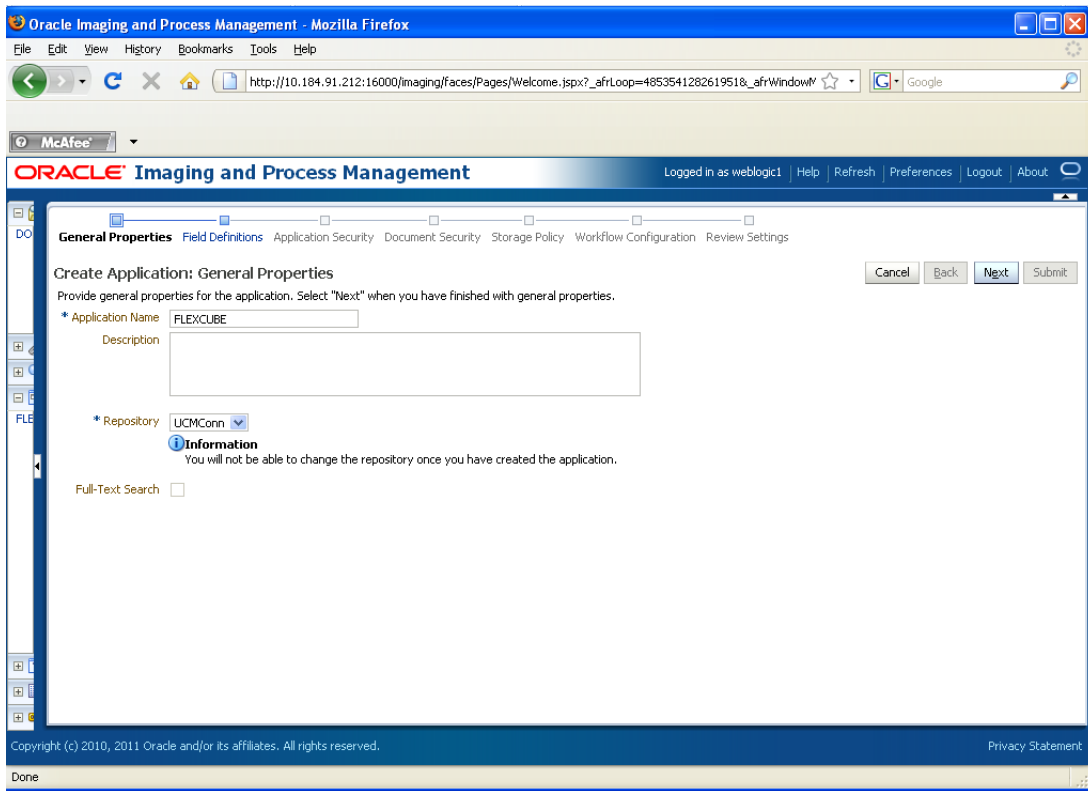 Oracle Imaging and Process Management - Mozilla Firefox
File Edit View History Bookmarks Tools Help
http://10.184.91.212:16000/imaging/faces/Pages/Welcome.jspx?_afrLoop=4853541282619518&_afrWindowM
Google
McAfee
ORACLE Imaging and Process Management
Logged in as weblogic1 Help Refresh Preferences Logout About
DO
General Properties Field Definitions Application Security Document Security Storage Policy Workflow Configuration Review Settings
Create Application: General Properties
Cancel Back Next Submit
Provide general properties for the application. Select "Next" when you have finished with general properties.
* Application Name FLEXCUBE
Description
FLE
* Repository UCMConn
Information
You will not be able to change the repository once you have created the application.
Full-Text Search
Copyright (c) 2010, 2011 Oracle and/or its affiliates. All rights reserved.
Privacy Statement
Done